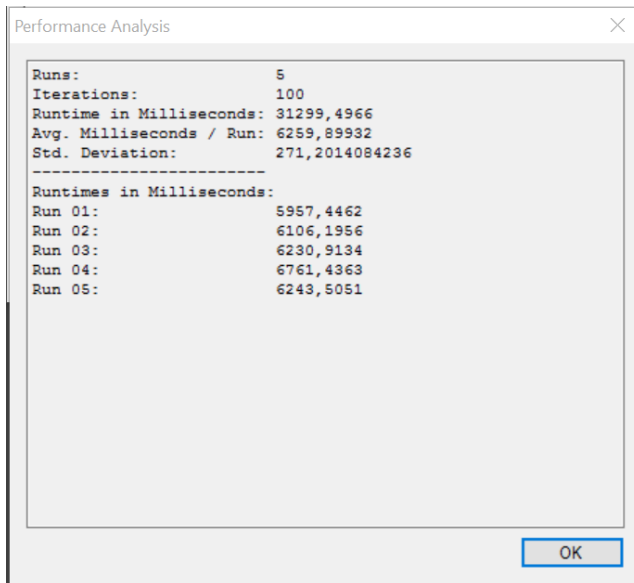 Performance Analysis
Runs: 5
Iterations: 100
Runtime in Milliseconds: 31299,4966
Avg. Milliseconds / Run: 6259,89932
Std. Deviation: 271,2014084236
------------------------
Runtimes in Milliseconds:
Run 01: 5957,4462
Run 02: 6106,1956
Run 03: 6230,9134
Run 04: 6761,4363
Run 05: 6243,5051
OK